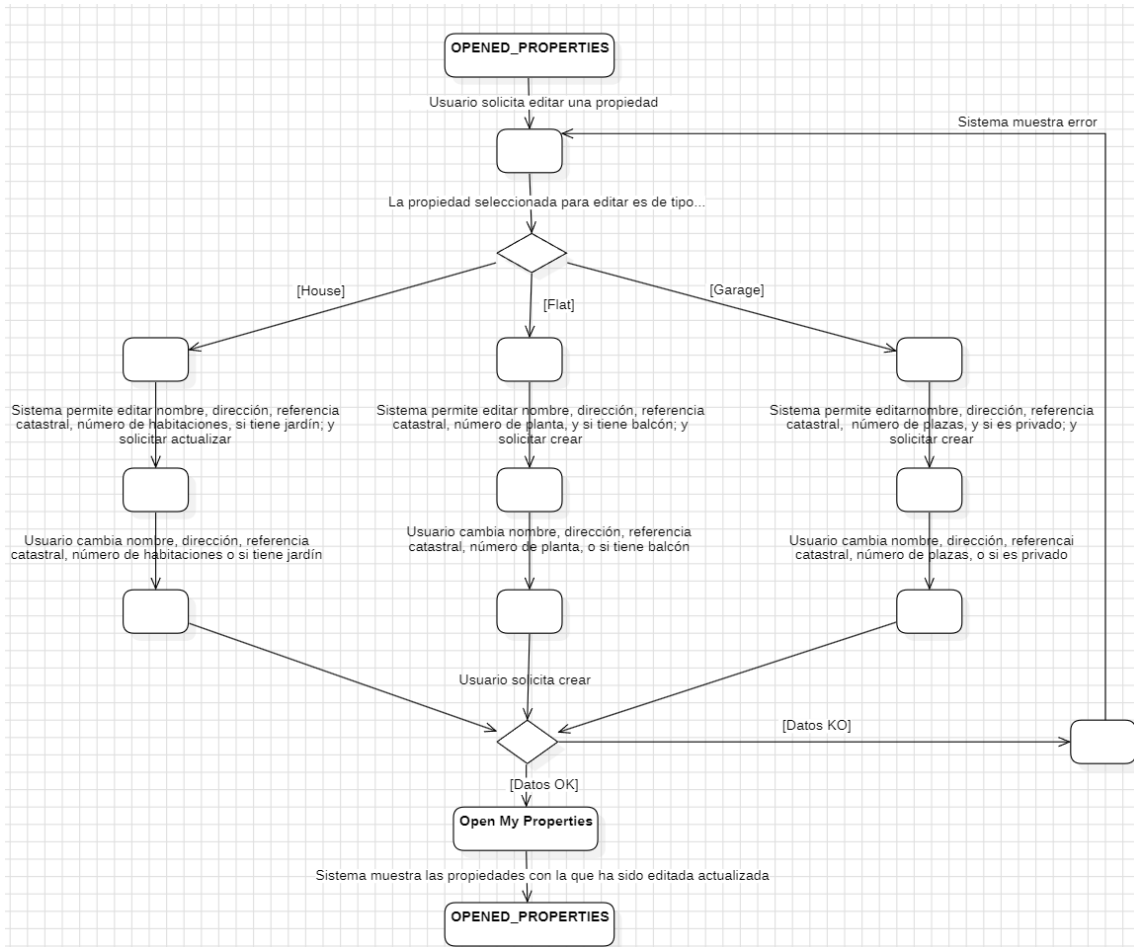 OPENED_PROPERTIES
Usuario solicita editar una propiedad
Sistema muestra error
La propiedad seleccionada para editar es de tipo...
[House]
[Flat]
[Garage]
Sistema permite editar nombre, dirección, referencia
catastral, número de habitaciones, si tiene jardín; y
solicitar actualizar
Sistema permite editar nombre, dirección, referencia
catastral, número de planta, y si tiene balcón; y
solicitar crear
Sistema permite editarnombre, dirección, referencia
catastral, número de plazas, y si es privado; y
solicitar crear
Usuario cambia nombre, dirección, referencia
catastral, número de habitaciones o si tiene jardín
Usuario cambia nombre, dirección, referencia
catastral, número de planta, o si tiene balcón
Usuario cambia nombre, dirección, referencai
catastral, número de plazas, o si es privado
Usuario solicita crear
[Datos KO]
[Datos OK]
Open My Properties
Sistema muestra las propiedades con la que ha sido editada actualizada
OPENED_PROPERTIES